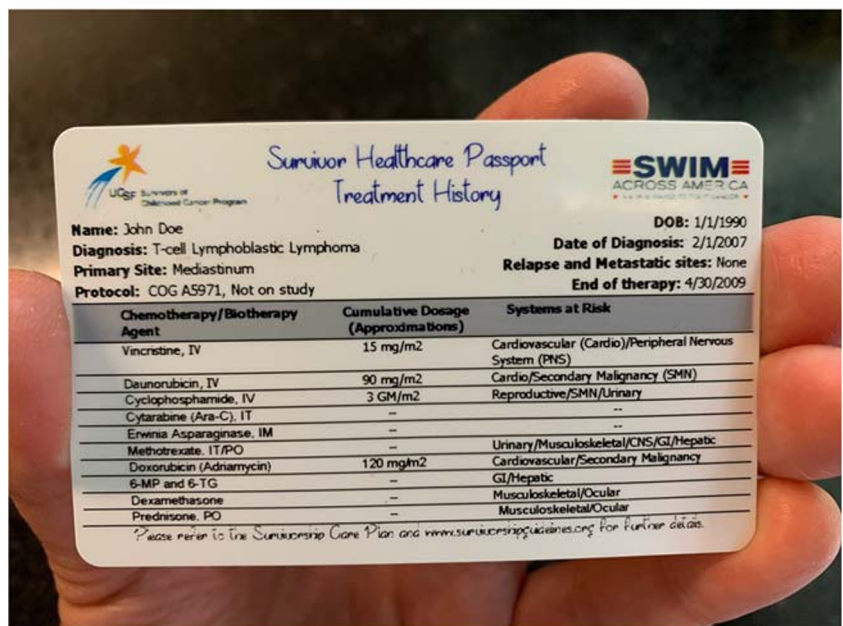 Survivor Healthcare Passport
Treatment History
UCSF Survivors of
Childhood Cancer Program
SWIM
ACROSS AMERICA
Name: John Doe
Diagnosis: T-cell Lymphoblastic Lymphoma
Primary Site: Mediastinum
Protocol: COG A5971, Not on study
DOB: 1/1/1990
Date of Diagnosis: 2/1/2007
Relapse and Metastatic sites: None
End of therapy: 4/30/2009
Chemotherapy/Biotherapy Agent Cumulative Dosage (Approximations) Systems at Risk
Vincristine, IV 15 mg/m2 Cardiovascular (Cardio)/Peripheral Nervous
System (PNS)
Daunorubicin, IV 90 mg/m2 Cardio/Secondary Malignancy (SMN)
Cyclophosphamide, IV 3 GM/m2 Reproductive/SMN/Urinary
Cytarabine (Ara-C), IT -- --
Erwinia Asparaginase, IM -- --
Methotrexate, IT/PO -- Urinary/Musculoskeletal/CNS/GI/Hepatic
Doxorubicin (Adriamycin) 120 mg/m2 Cardiovascular/Secondary Malignancy
6-MP and 6-TG -- GI/Hepatic
Dexamethasone -- Musculoskeletal/Ocular
Prednisone, PO -- Musculoskeletal/Ocular
Please refer to the Survivorship Care Plan and www.survivorshipguidelines.org for further details.